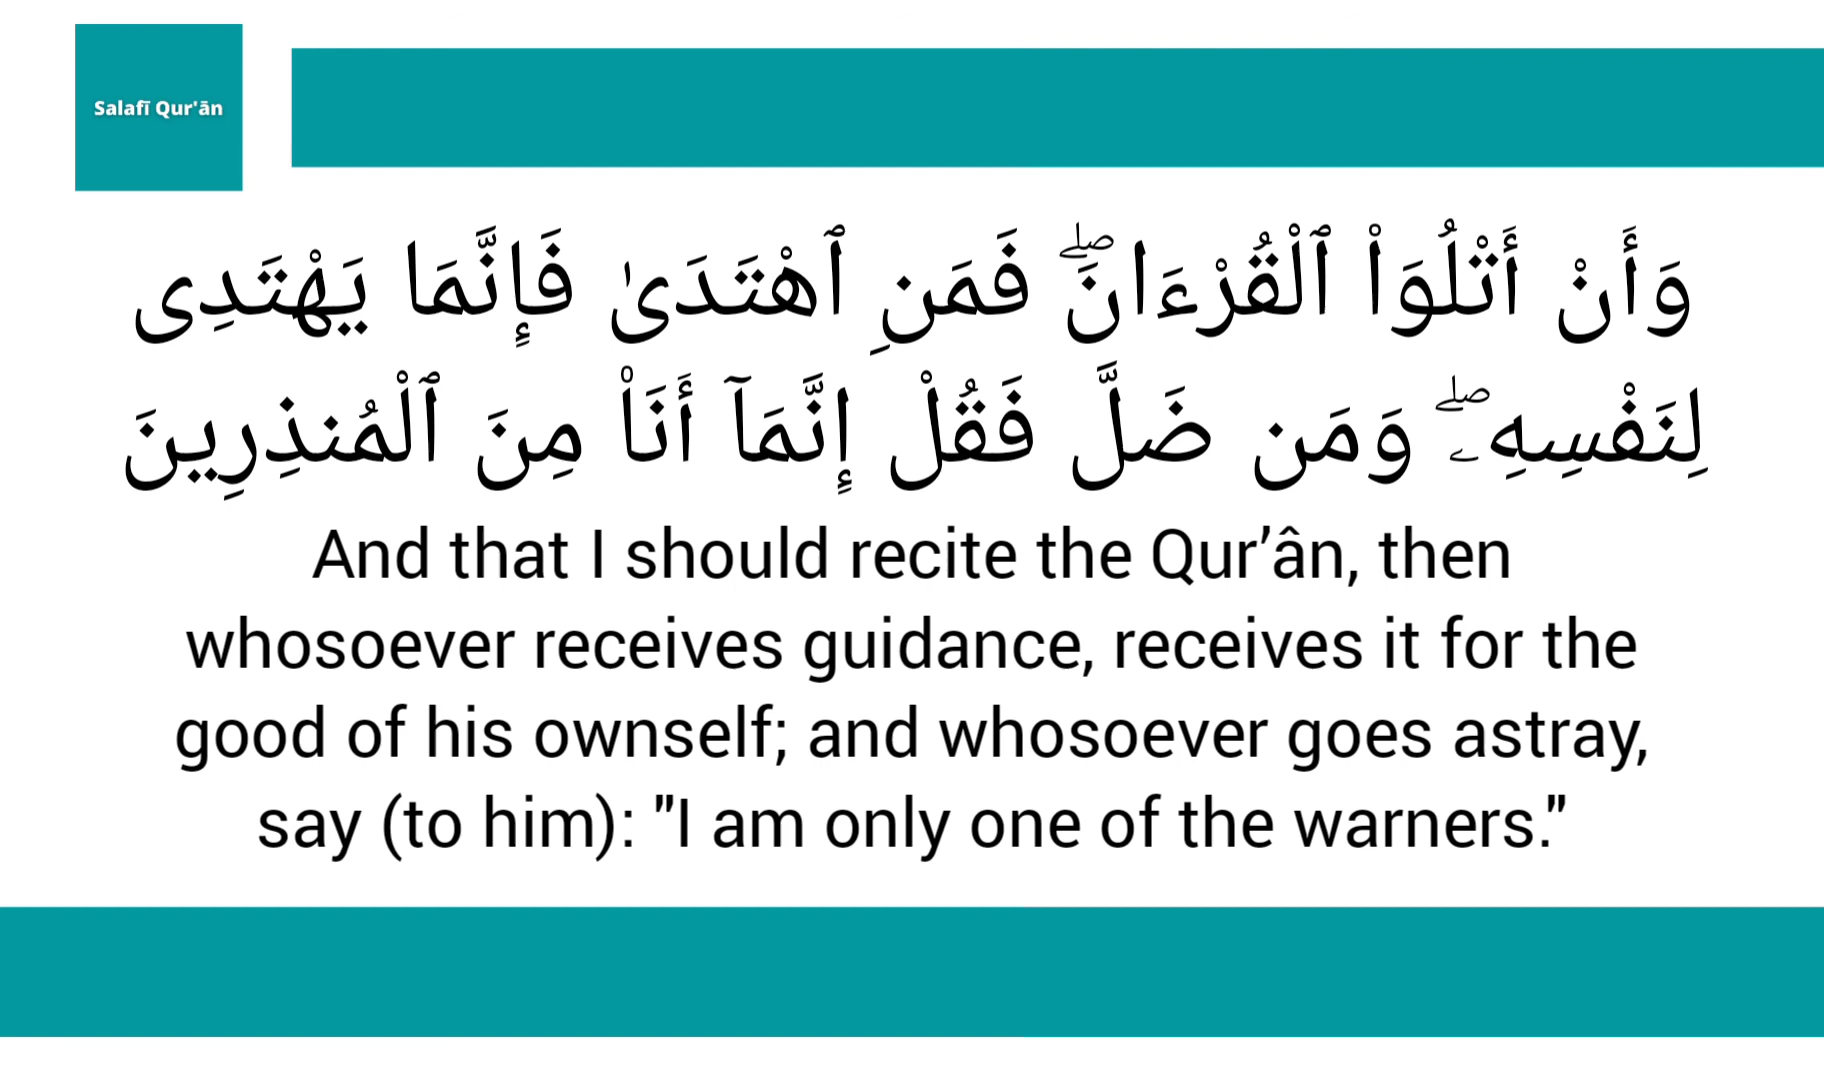 Salafī Qur'ān
وَأَنْ أَتْلُوَا۟ ٱلْقُرْءَانَ ۖ فَمَنِ ٱهْتَدَىٰ فَإِنَّمَا يَهْتَدِى
لِنَفْسِهِۦ ۖ وَمَن ضَلَّ فَقُلْ إِنَّمَآ أَنَا۠ مِنَ ٱلْمُنذِرِينَ
And that I should recite the Qur’ân, then
whosoever receives guidance, receives it for the
good of his ownself; and whosoever goes astray,
say (to him): "I am only one of the warners."